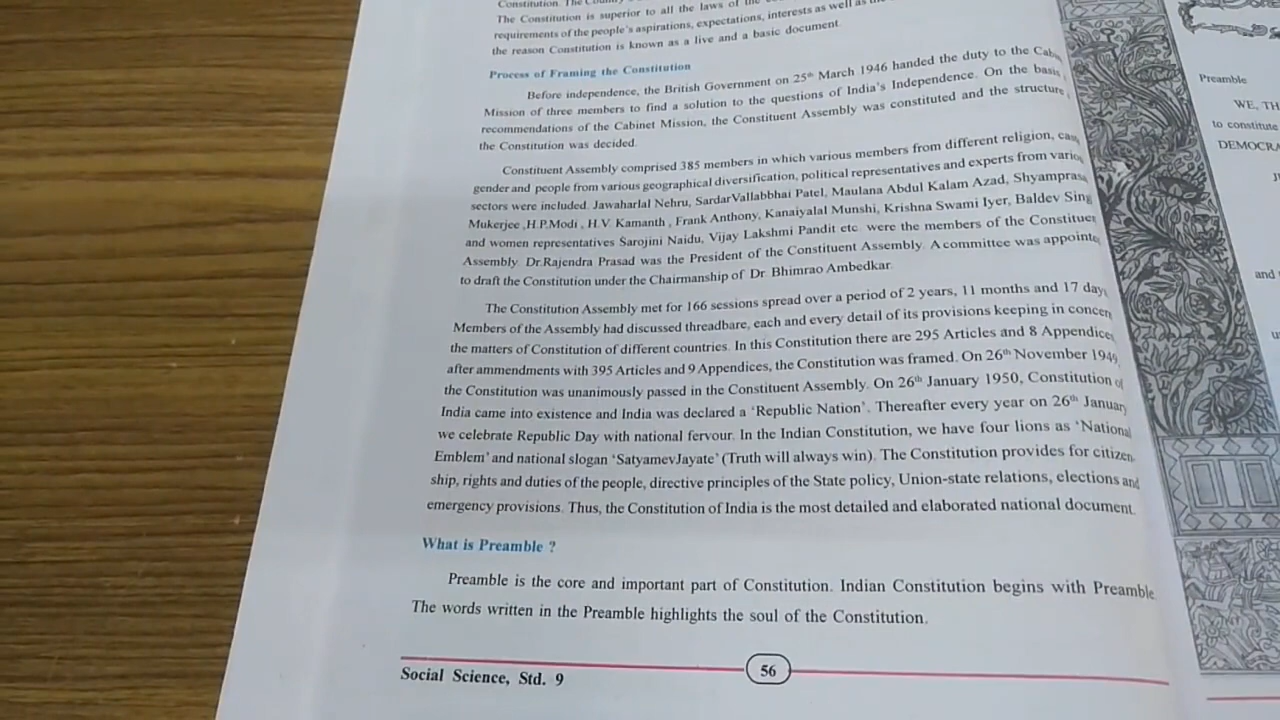 Constitution. The
The Constitution is superior to all the laws of the
requirements of the people's aspirations, expectations, interests as well as
the reason Constitution is known as a live and a basic document.
Process of Framing the Constitution
Before independence, the British Government on 25th March 1946 handed the duty to the
Mission of three members to find a solution to the questions of India's Independence. On the basis
recommendations of the Cabinet Mission, the Constituent Assembly was constituted and the structure
the Constitution was decided.
Constituent Assembly comprised 385 members in which various members from different religion,
gender and people from various geographical diversification, political representatives and experts from
sectors were included. Jawaharlal Nehru, SardarVallabbhai Patel, Maulana Abdul Kalam Azad,
Mukerjee ,H.P.Modi , H.V. Kamanth , Frank Anthony, Kanaiyalal Munshi, Krishna Swami Iyer, Baldev
and women representatives Sarojini Naidu, Vijay Lakshmi Pandit etc were the members of the
Assembly. Dr.Rajendra Prasad was the President of the Constituent Assembly. A committee was
to draft the Constitution under the Chairmanship of Dr. Bhimrao Ambedkar.
The Constitution Assembly met for 166 sessions spread over a period of 2 years, 11 months and 17
Members of the Assembly had discussed threadbare, each and every detail of its provisions keeping in
the matters of Constitution of different countries. In this Constitution there are 295 Articles and 8
after ammendments with 395 Articles and 9 Appendices, the Constitution was framed. On 26th November 1949
the Constitution was unanimously passed in the Constituent Assembly. On 26th January 1950, Constitution of
India came into existence and India was declared a 'Republic Nation'. Thereafter every year on 26th January
we celebrate Republic Day with national fervour. In the Indian Constitution, we have four lions as 'National
Emblem' and national slogan 'SatyamevJayate' (Truth will always win). The Constitution provides for citizen
ship, rights and duties of the people, directive principles of the State policy, Union-state relations, elections and
emergency provisions. Thus, the Constitution of India is the most detailed and elaborated national document.
What is Preamble ?
Preamble is the core and important part of Constitution. Indian Constitution begins with Preamble.
The words written in the Preamble highlights the soul of the Constitution.
Social Science, Std. 9
56
Preamble
WE,
to constitute
and